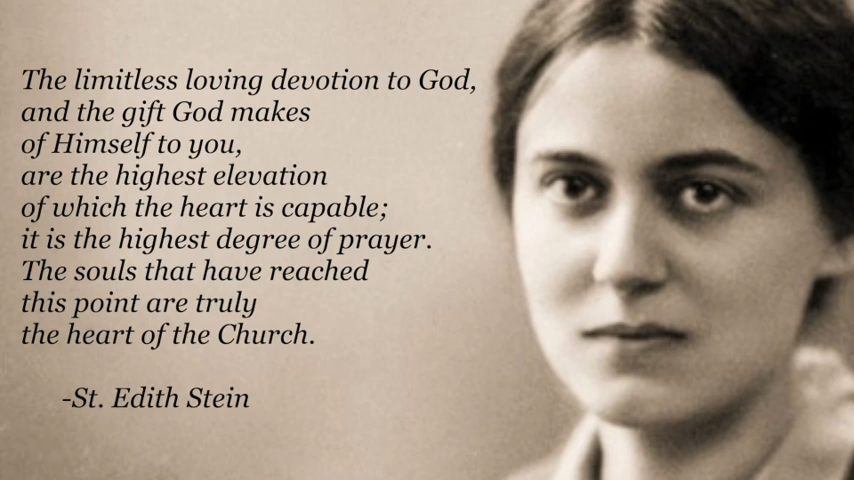 The limitless loving devotion to God,
and the gift God makes
of Himself to you,
are the highest elevation
of which the heart is capable;
it is the highest degree of prayer.
The souls that have reached
this point are truly
the heart of the Church.
-St. Edith Stein